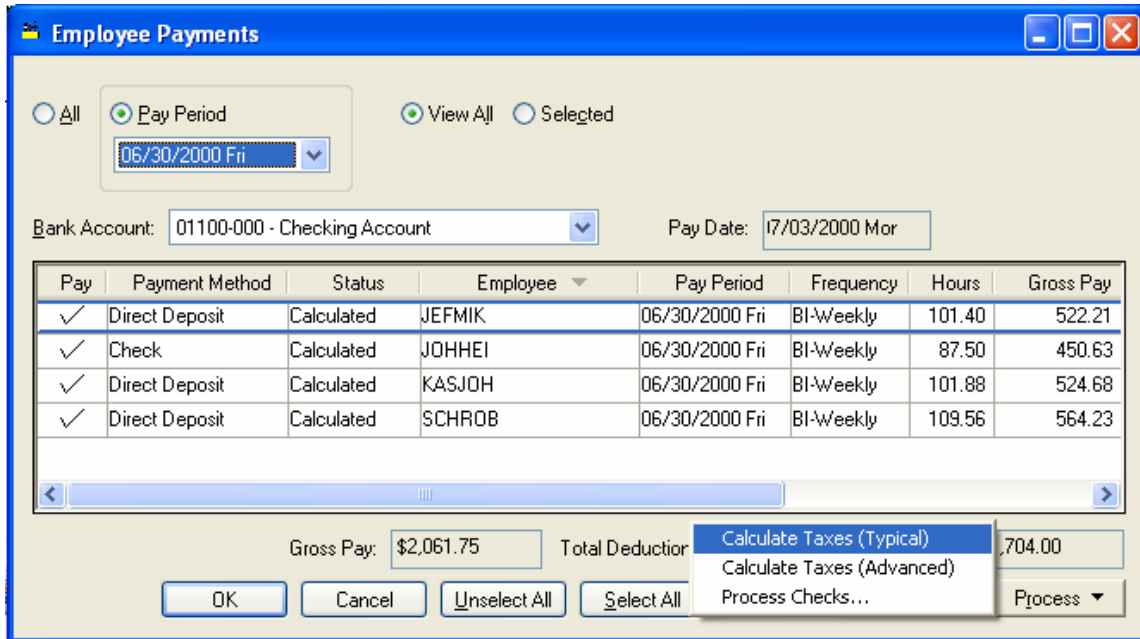 Employee Payments
All Pay Period View All Selected
06/30/2000 Fri
Bank Account: 01100-000 - Checking Account Pay Date: 07/03/2000 Mor
Pay Payment Method Status Employee Pay Period Frequency Hours Gross Pay
Direct Deposit Calculated JEFMIK 06/30/2000 Fri BI-Weekly 101.40 522.21
Check Calculated JOHHEI 06/30/2000 Fri BI-Weekly 87.50 450.63
Direct Deposit Calculated KASJOH 06/30/2000 Fri BI-Weekly 101.88 524.68
Direct Deposit Calculated SCHROB 06/30/2000 Fri BI-Weekly 109.56 564.23
Gross Pay: $2,061.75 Total Deduction ,704.00
Calculate Taxes (Typical)
Calculate Taxes (Advanced)
Process Checks...
OK Cancel Unselect All Select All Process